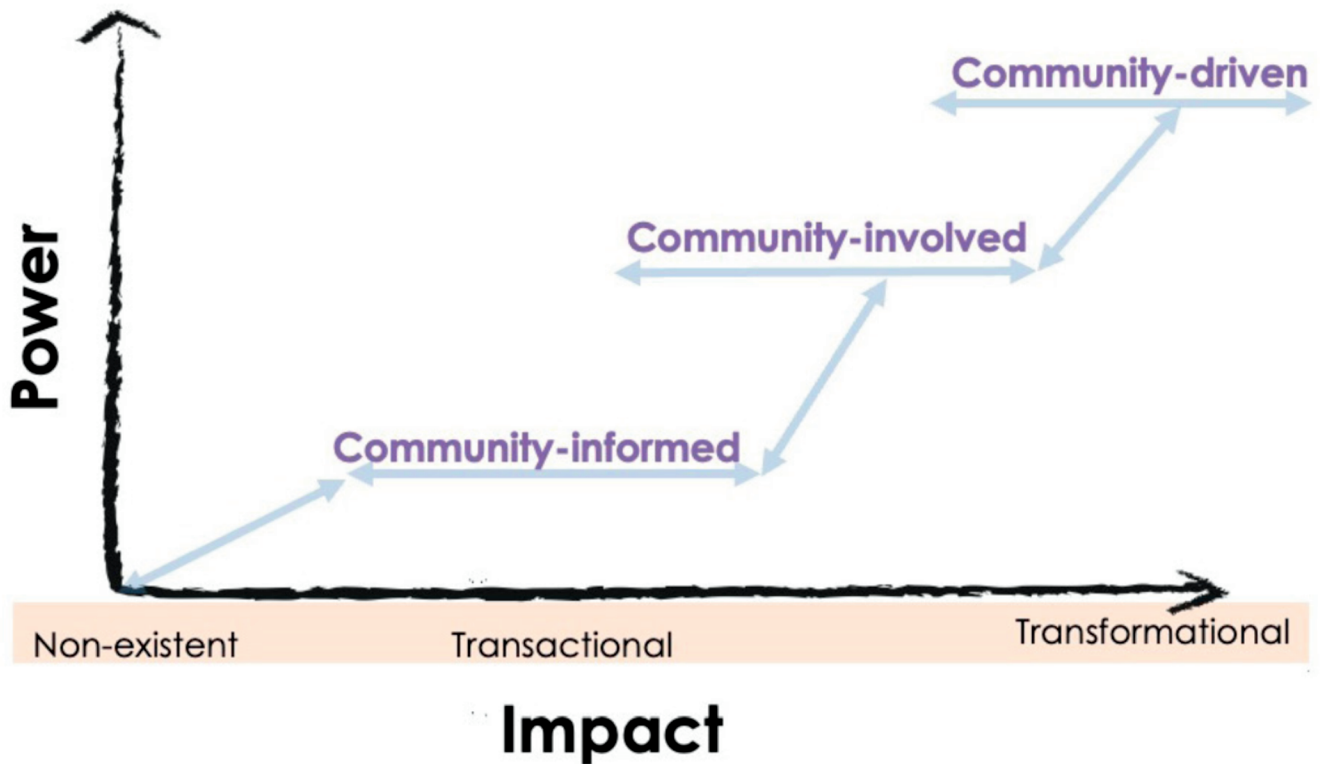 Community-driven
Community-involved
Power
Community-informed
Non-existent
Transactional
Transformational
Impact